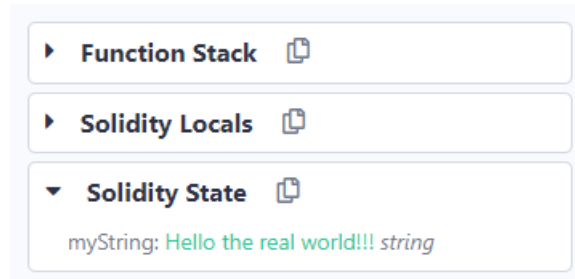 Function Stack
Solidity Locals
Solidity State
myString: Hello the real world!!! string